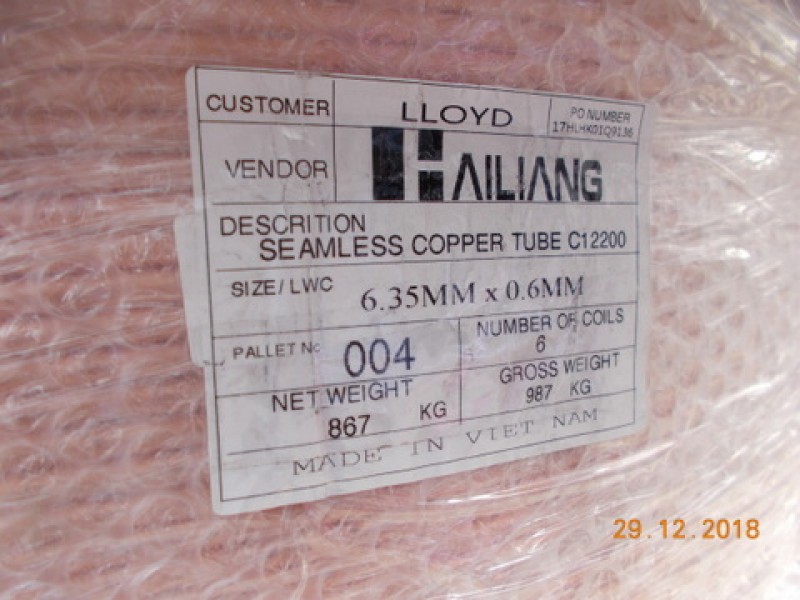 CUSTOMER LLOYD PO NUMBER
17HLHK01Q9136
VENDOR HAILIANG
DESCRITION
SEAMLESS COPPER TUBE C12200
SIZE/LWC 6.35MM x 0.6MM
PALLET No 004
NUMBER OF COILS
6
NET WEIGHT
867 KG
GROSS WEIGHT
987 KG
MADE IN VIET NAM
29.12.2018